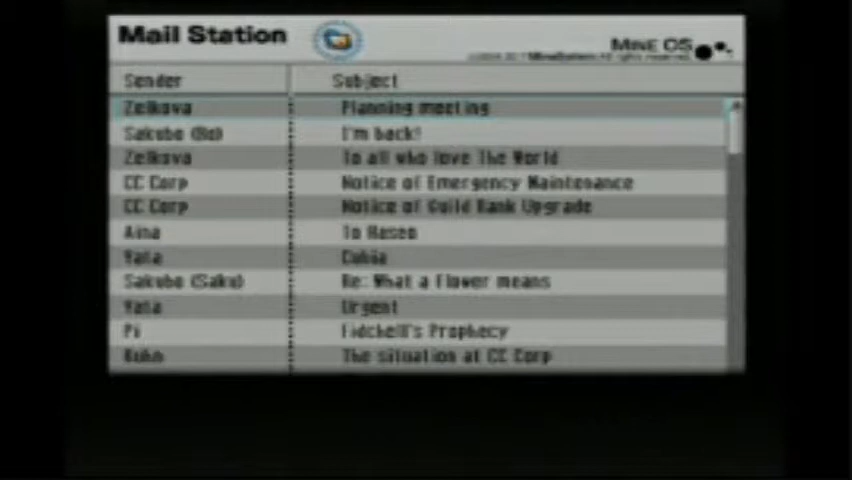 Mail Station
MINE OS
Sender Subject
Zelkova Planning meeting
Sakubo (Bo) I'm back!
Zelkova To all who love The World
CC Corp Notice of Emergency Maintenance
CC Corp Notice of Guild Rank Upgrade
Aina To Haseo
Yata Cubia
Sakubo (Saku) Re: What a flower means
Yata Urgent
Pi Fidchell's Prophecy
Kuhn The situation at CC Corp